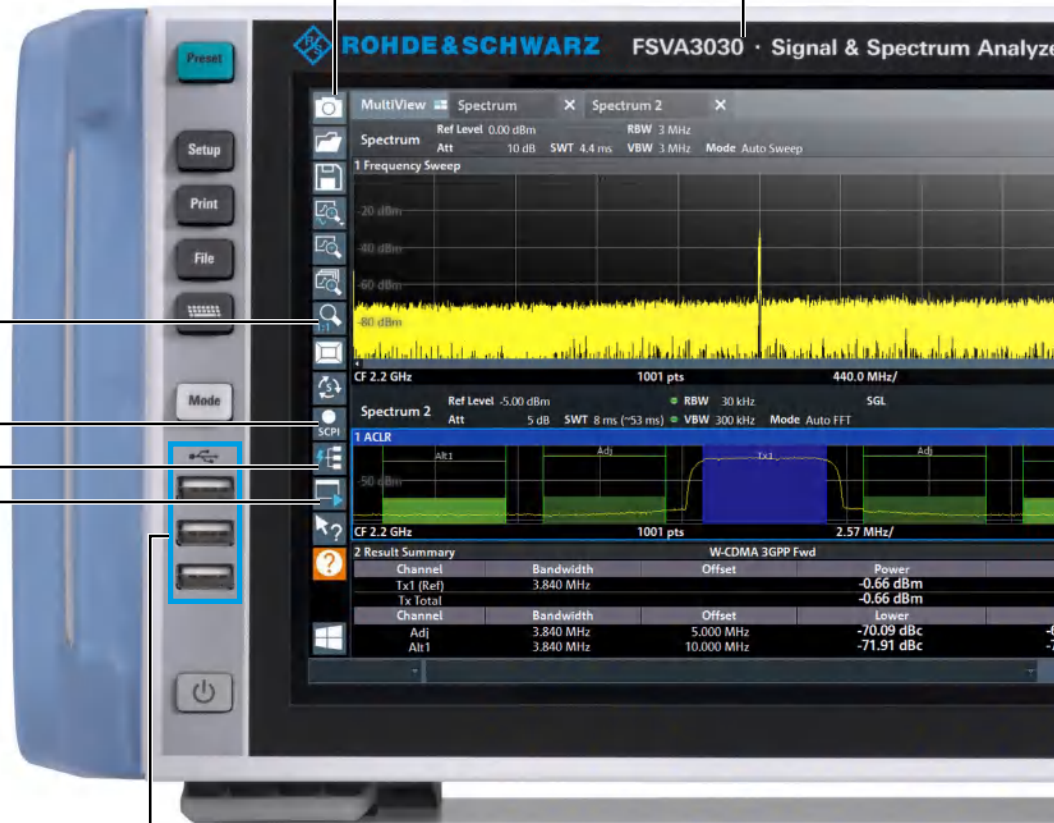 ROHDE&SCHWARZ FSVA3030 · Signal & Spectrum Analyze
Preset
Setup
Print
File
Mode
MultiView Spectrum Spectrum 2
Spectrum Ref Level 0.00 dBm RBW 3 MHz
Att 10 dB SWT 4.4 ms VBW 3 MHz Mode Auto Sweep
1 Frequency Sweep
-20 dBm
-40 dBm
-60 dBm
-80 dBm
1:1
CF 2.2 GHz 1001 pts 440.0 MHz/
S
SCPI
Spectrum 2 Ref Level -5.00 dBm RBW 30 kHz SGL
Att 5 dB SWT 8 ms (~53 ms) VBW 300 kHz Mode Auto FFT
1 ACLR
Alt1 Adj Tx1 Adj
-50 dBm
CF 2.2 GHz 1001 pts 2.57 MHz/
?
?
2 Result Summary W-CDMA 3GPP Fwd
Channel Bandwidth Offset Power
Tx1 (Ref) 3.840 MHz -0.66 dBm
Tx Total -0.66 dBm
Channel Bandwidth Offset Lower
Adj 3.840 MHz 5.000 MHz -70.09 dBc
Alt1 3.840 MHz 10.000 MHz -71.91 dBc